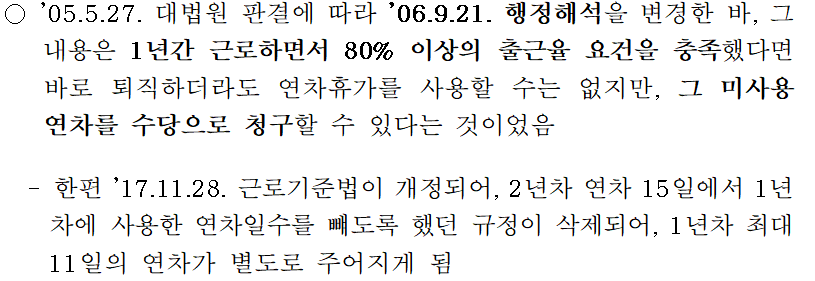 ○ '05.5.27. 대법원 판결에 따라 '06.9.21. 행정해석을 변경한 바, 그
내용은 1년간 근로하면서 80% 이상의 출근율 요건을 충족했다면
바로 퇴직하더라도 연차휴가를 사용할 수는 없지만, 그 미사용
연차를 수당으로 청구할 수 있다는 것이었음
- 한편 '17.11.28. 근로기준법이 개정되어, 2년차 연차 15일에서 1년
차에 사용한 연차일수를 빼도록 했던 규정이 삭제되어, 1년차 최대
11일의 연차가 별도로 주어지게 됨